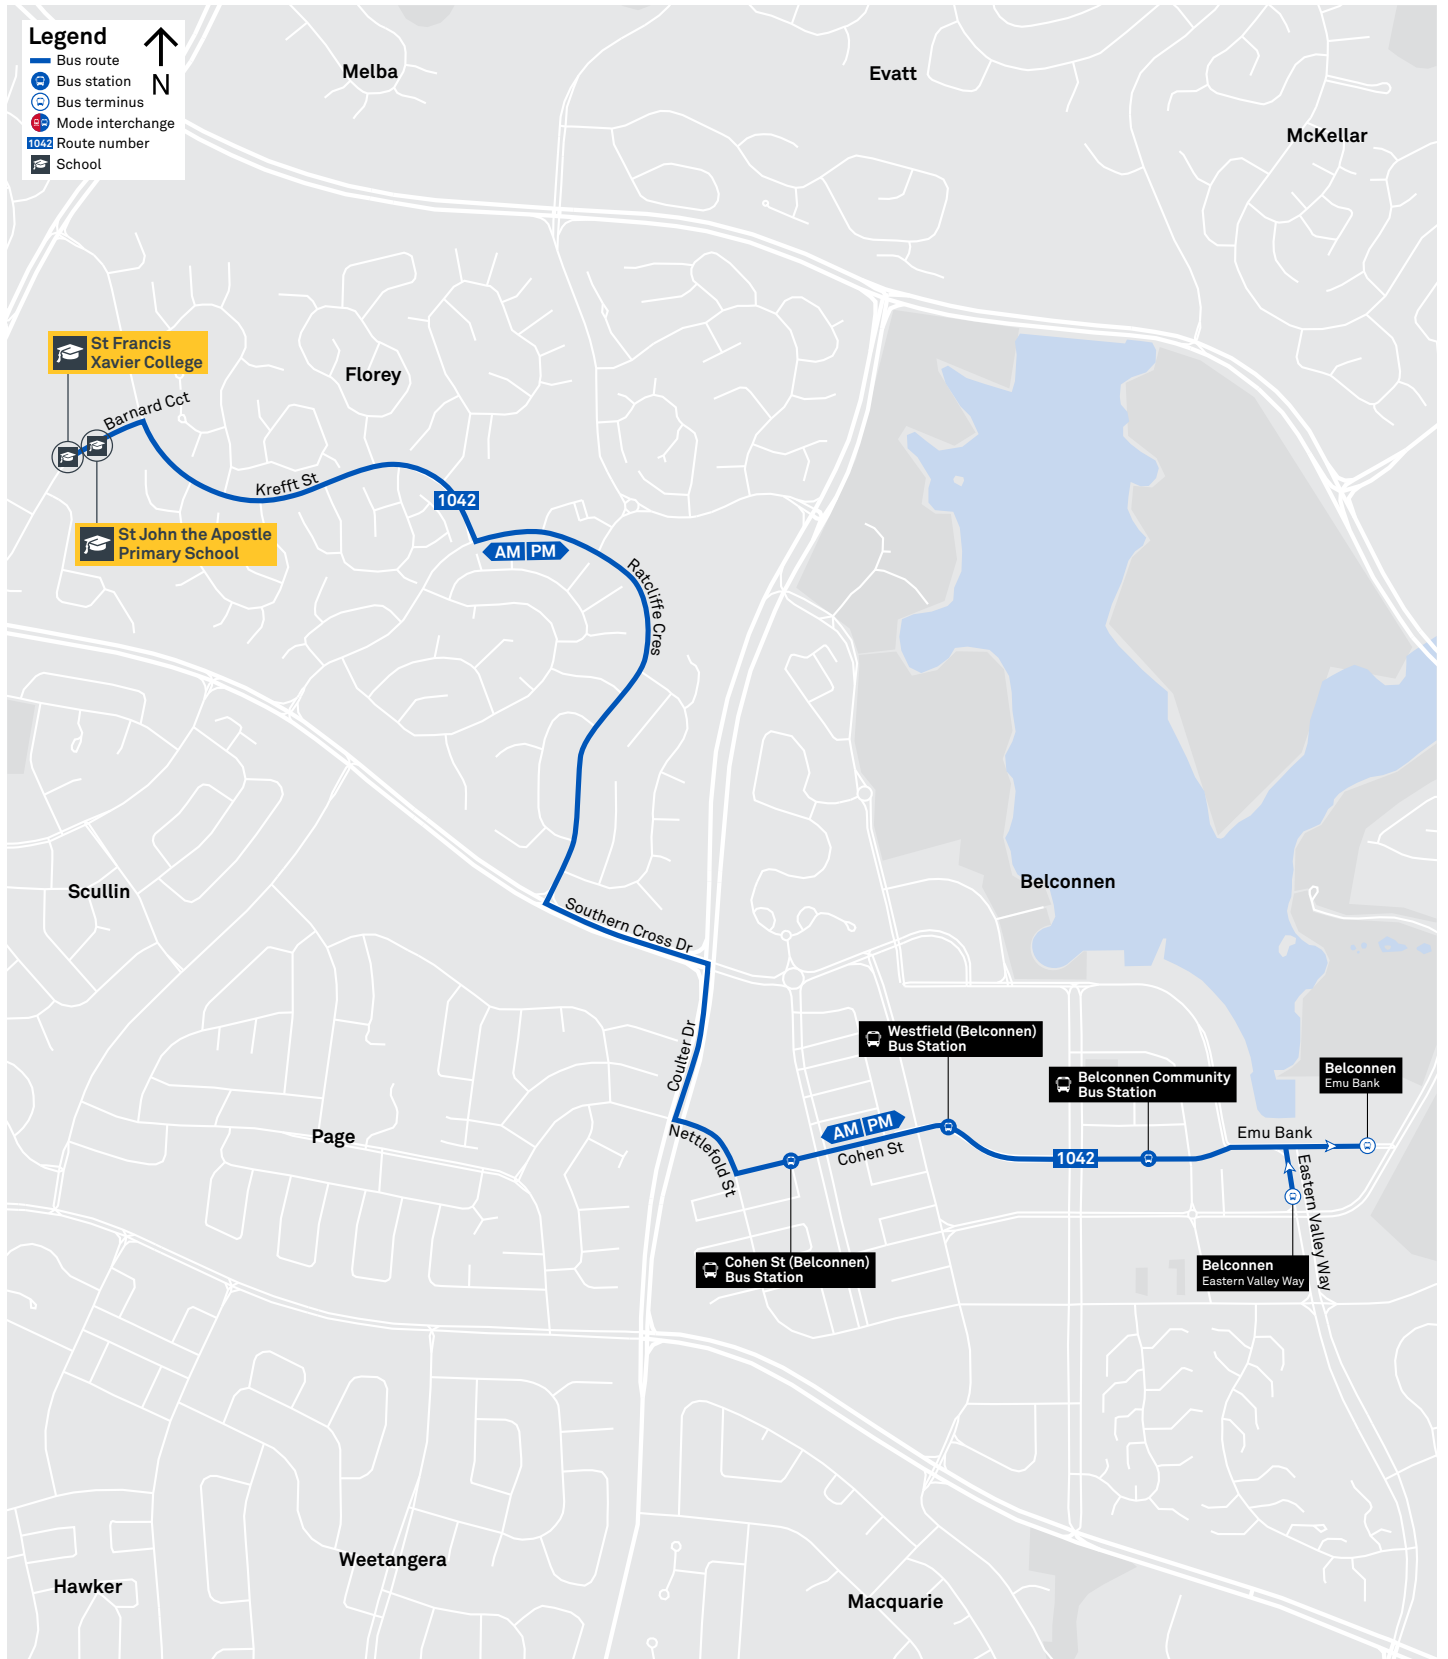 Legend
N
Bus route
Bus station
Bus terminus
Mode interchange
1042 Route number
School
Melba
Evatt
McKellar
St Francis
Xavier College
Florey
Barnard Cct
Krefft St
1042
St John the Apostle
Primary School
AM PM
Ratcliffe Cres
Scullin
Belconnen
Southern Cross Dr
Coulter Dr
Westfield (Belconnen)
Bus Station
Belconnen Community
Bus Station
Belconnen
Emu Bank
AM PM
Emu Bank
Page
Nettlefold St
Cohen St
1042
Eastern Valley Way
Cohen St (Belconnen)
Bus Station
Belconnen
Eastern Valley Way
Weetangera
Hawker
Macquarie